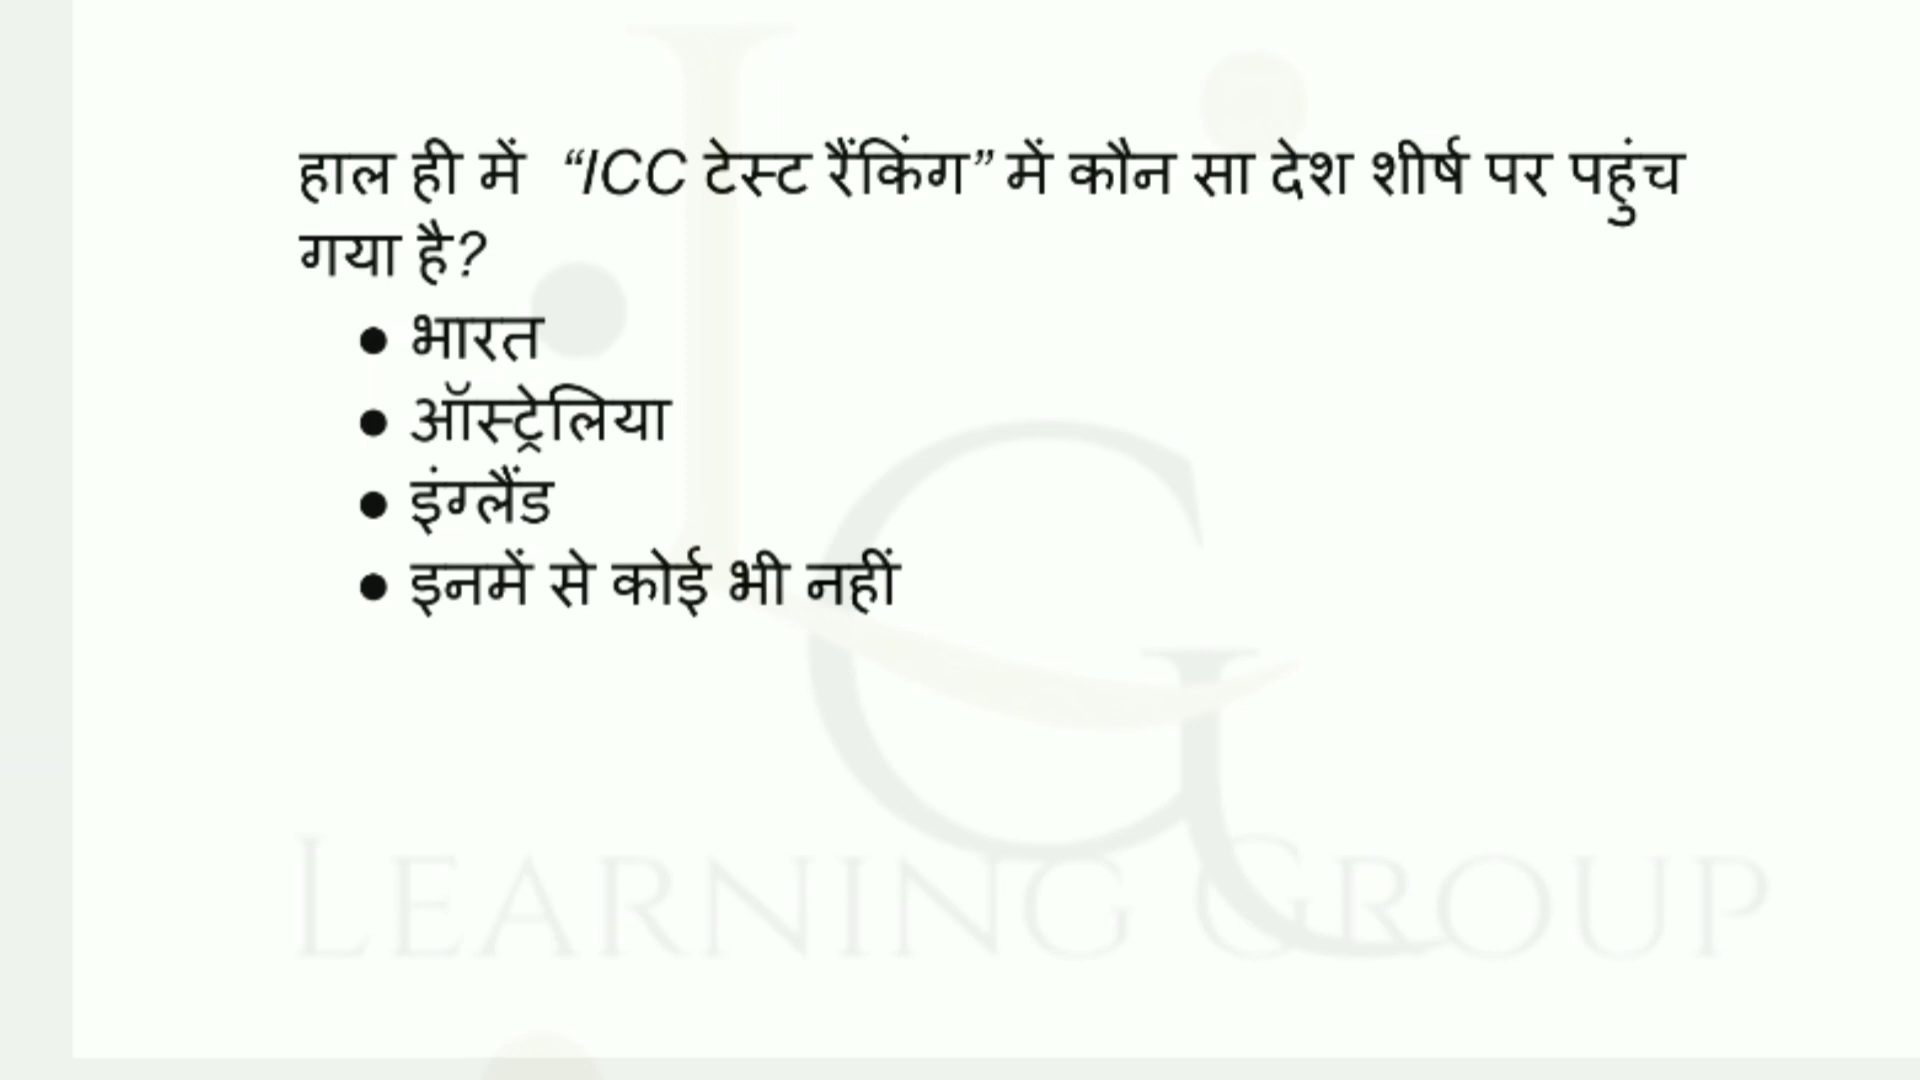 हाल ही में “ICC टेस्ट रैंकिंग” में कौन सा देश शीर्ष पर पहुंच
गया है?
● भारत
● ऑस्ट्रेलिया
● इंग्लैंड
● इनमें से कोई भी नहीं
LEARNING GROUP